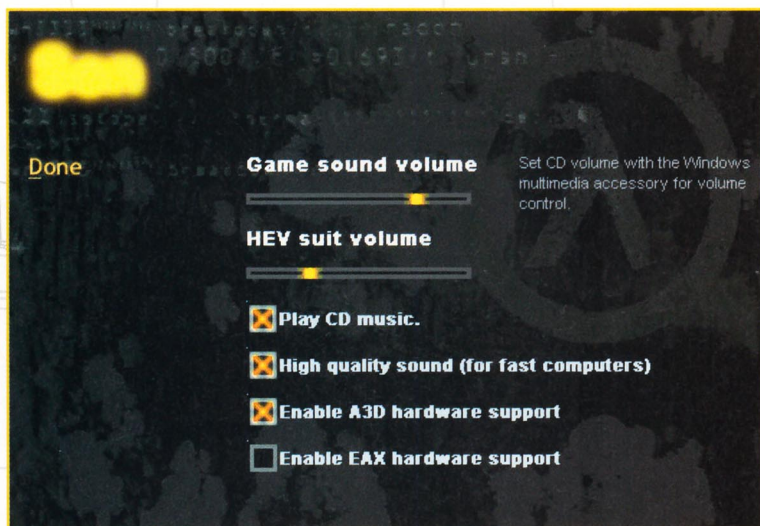 Done
Game sound volume
Set CD volume with the Windows
multimedia accessory for volume
control.
HEV suit volume
Play CD music.
High quality sound (for fast computers)
Enable A3D hardware support
Enable EAX hardware support